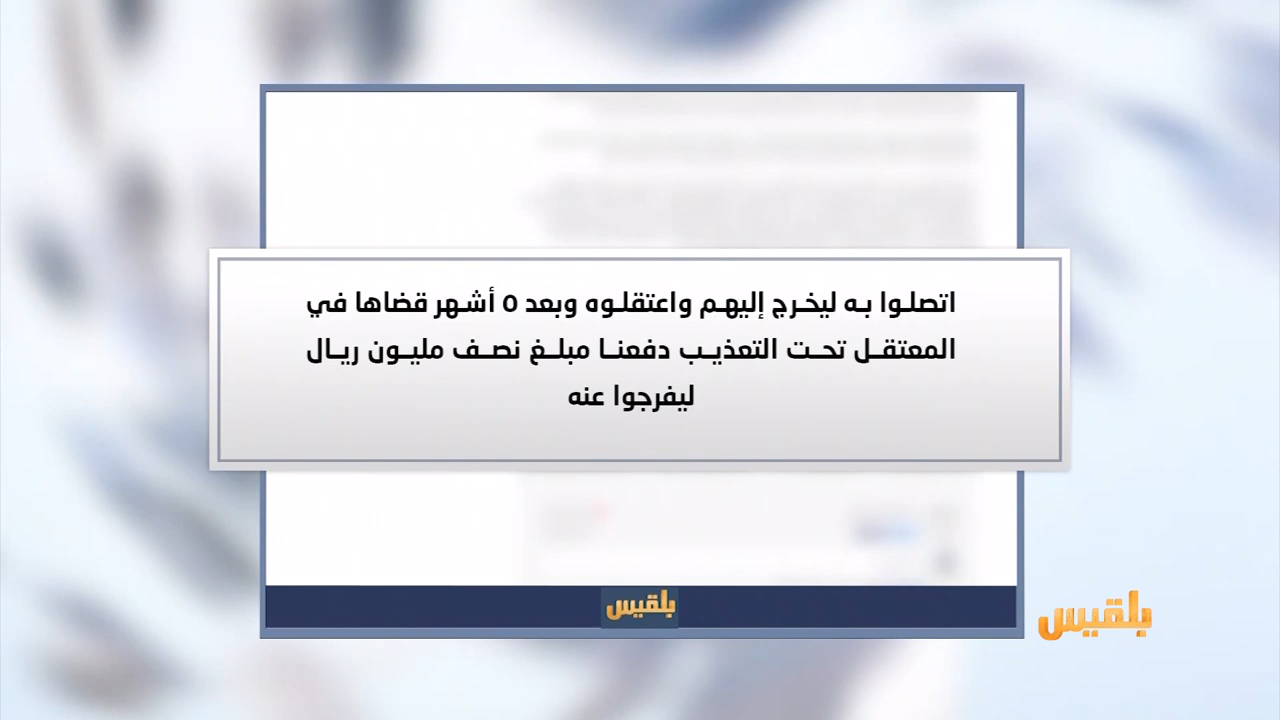 اتصلوا به ليخرج إليهم واعتقلوه وبعد ٥ أشهر قضاها في
المعتقل تحت التعذيب دفعنا مبلغ نصف مليون ريال
ليفرجوا عنه
بلقيس
بلقيس